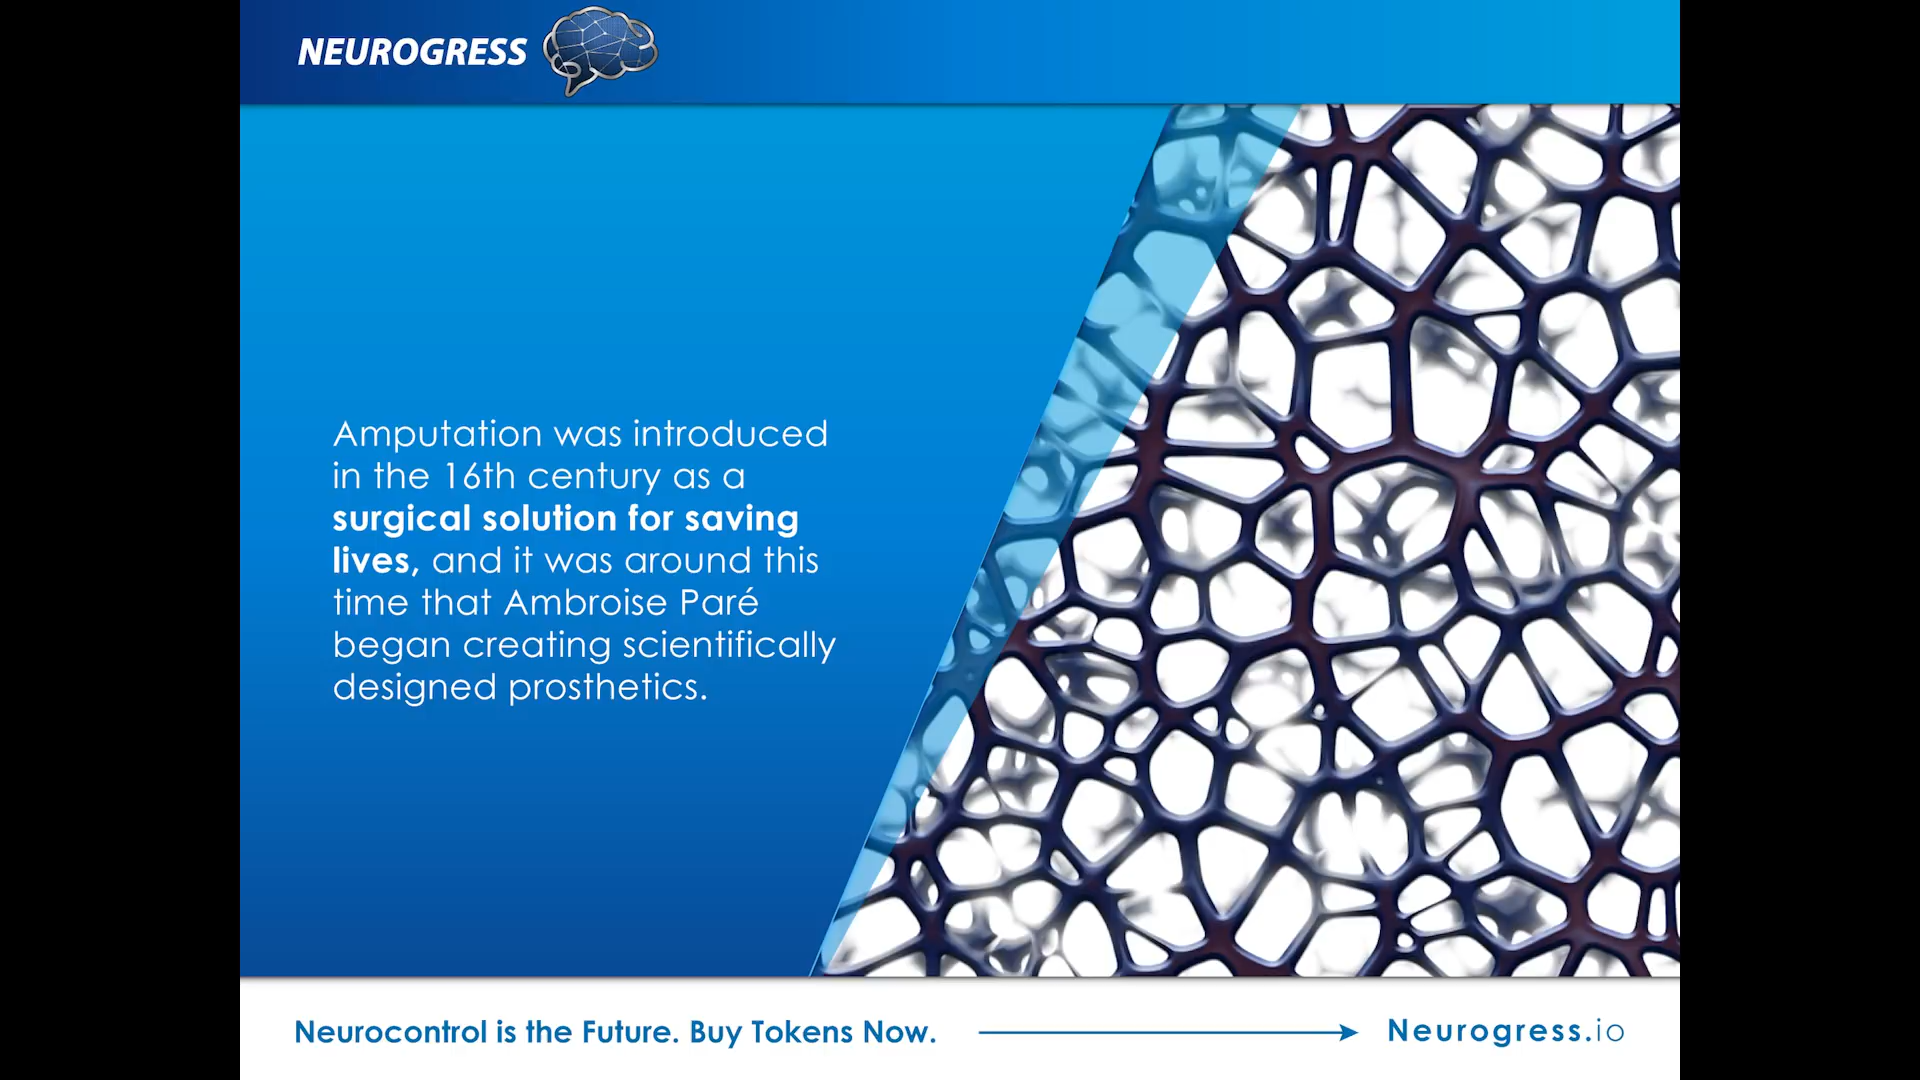 NEUROGRESS
Amputation was introduced
in the 16th century as a
surgical solution for saving
lives, and it was around this
time that Ambroise Paré
began creating scientifically
designed prosthetics.
Neurocontrol is the Future. Buy Tokens Now.
Neurogress.io